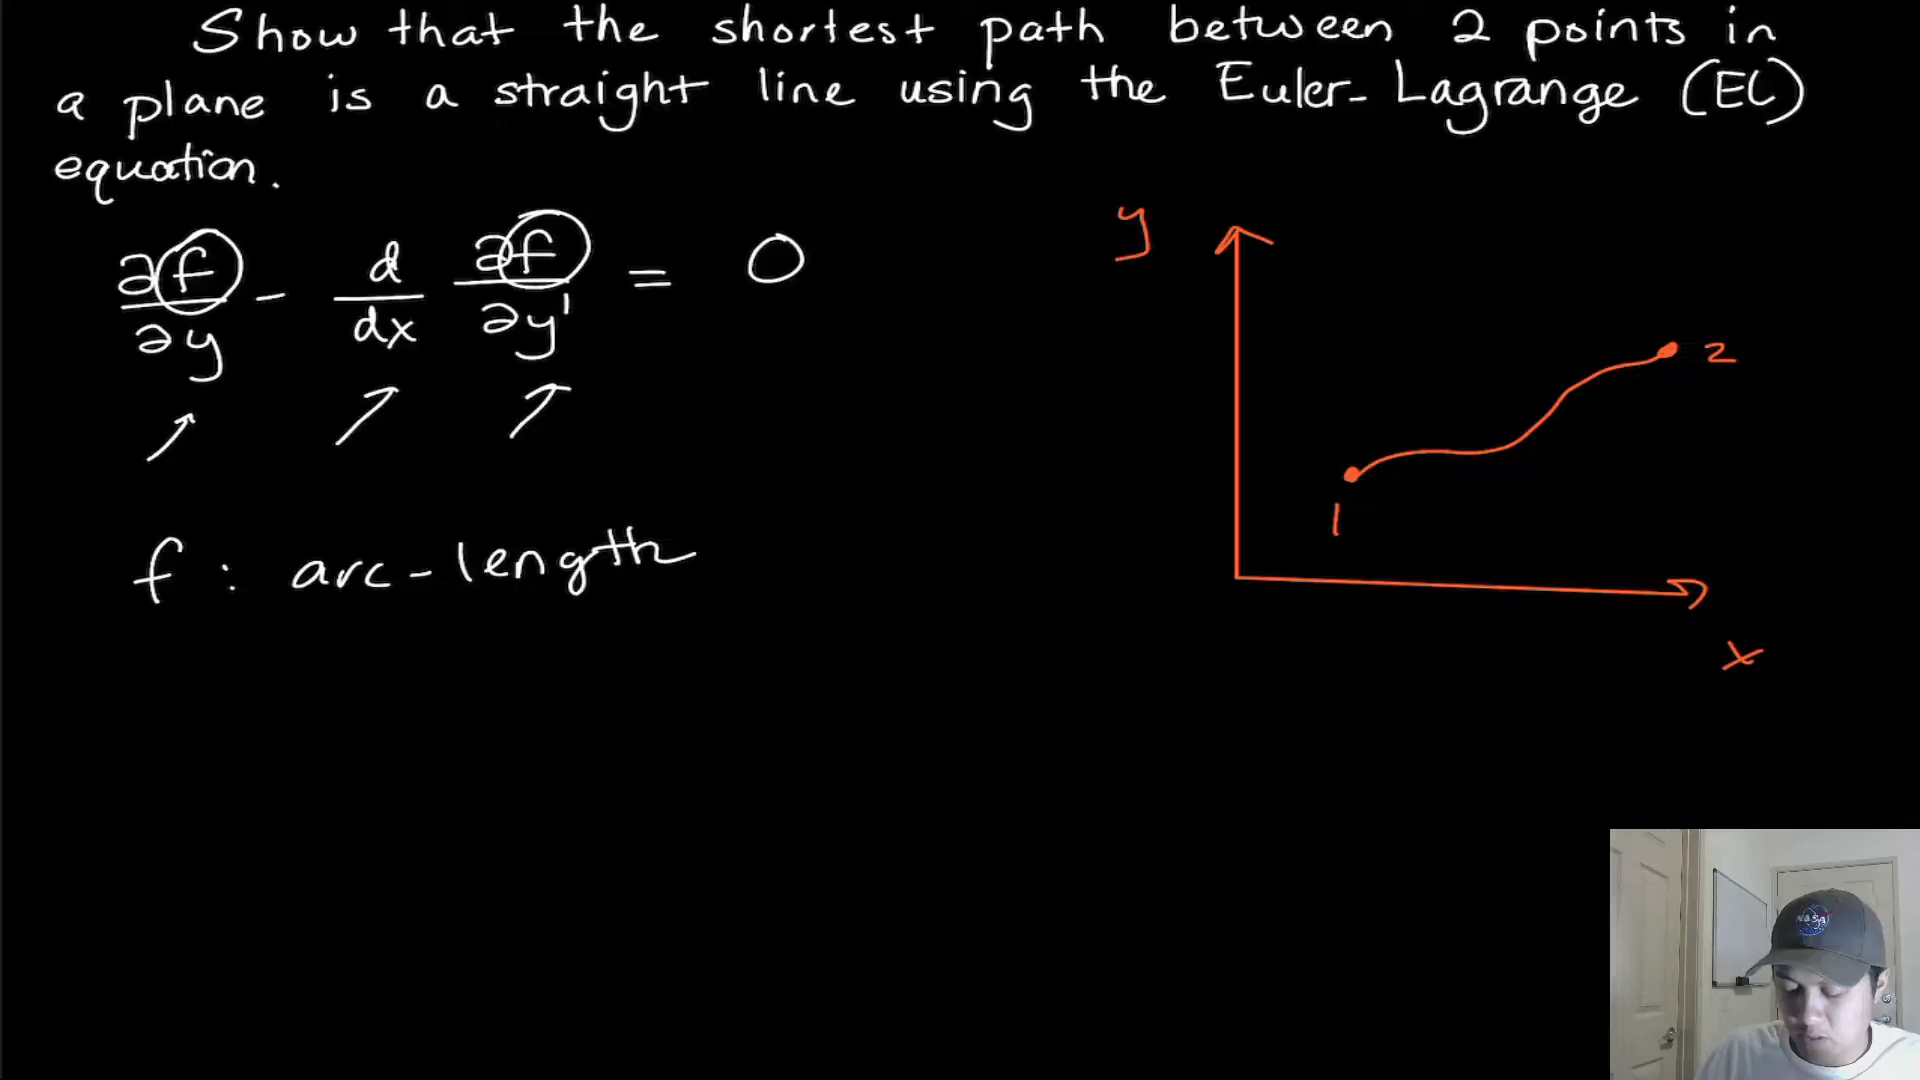 Show that the shortest path between 2 points in
a plane is a straight line using the Euler-Lagrange (EL)
equation.
∂f/∂y - d/dx ∂f/∂y' = 0
y
2
1
f : arc-length
x
NASA